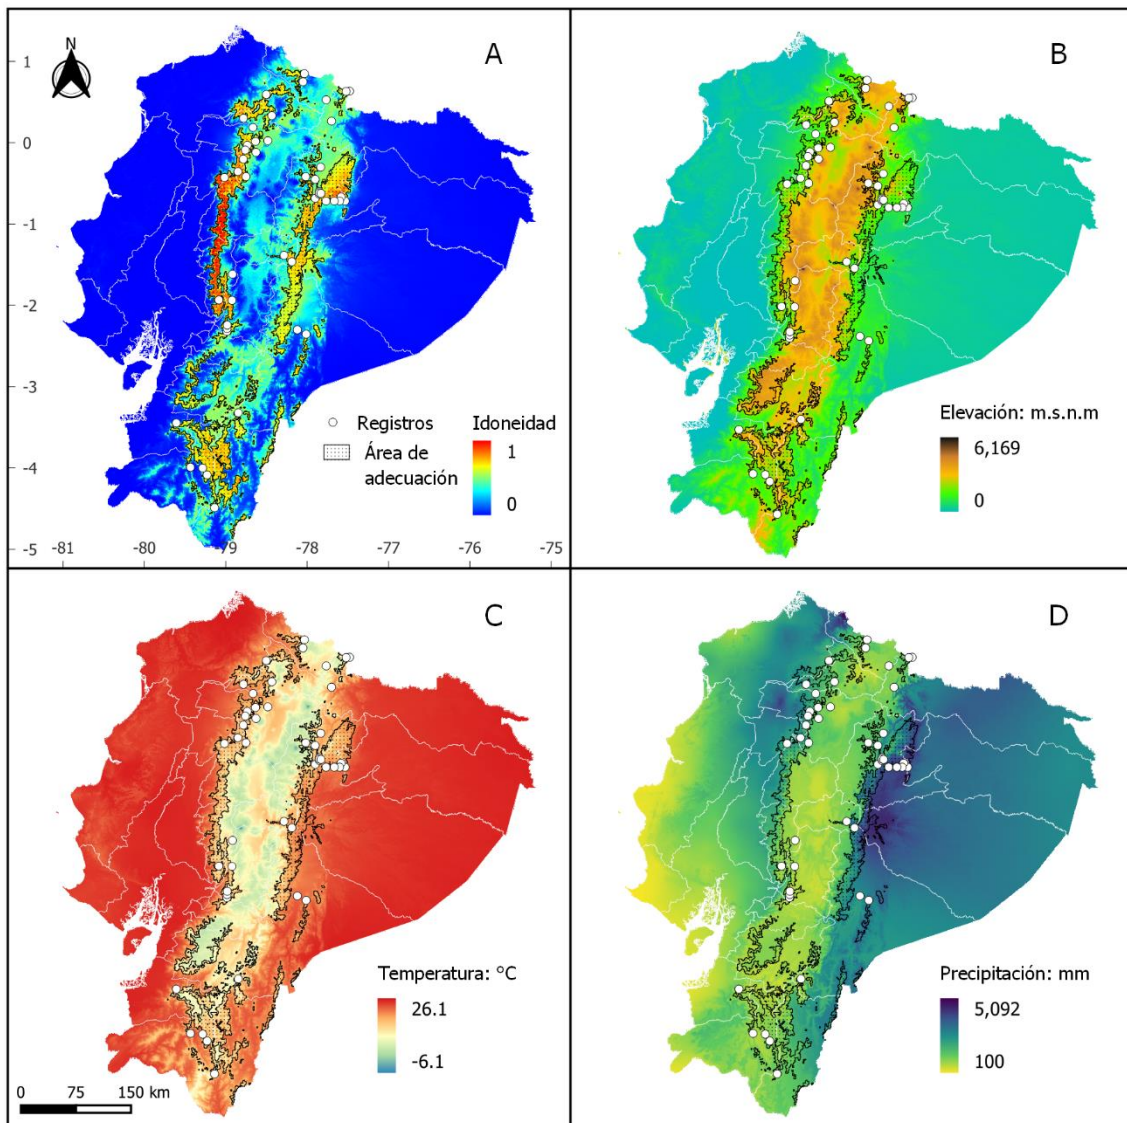 N
A
1
0
-1
-2
-3
-4
-5
-81
-80
-79
-78
-77
-76
-75
Registros
Área de
adecuación
Idoneidad
1
0
B
Elevación: m.s.n.m
6,169
0
C
Temperatura: °C
26.1
-6.1
0 75 150 km
D
Precipitación: mm
5,092
100